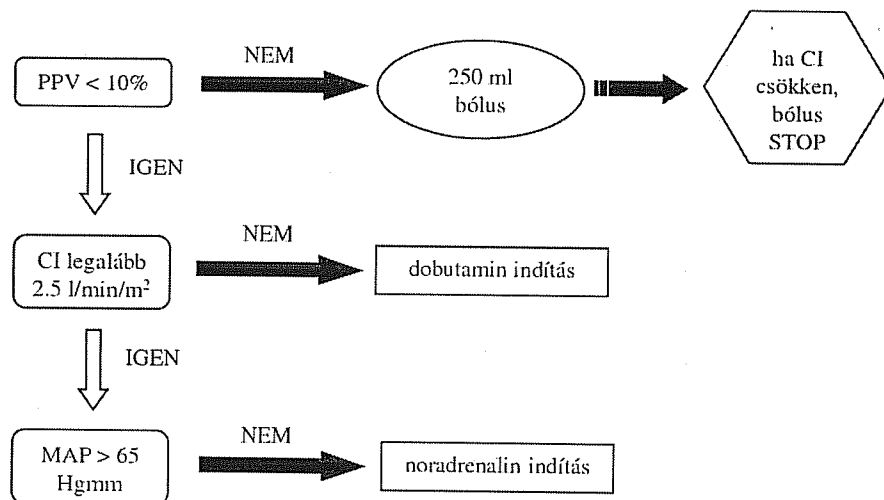 NEM
PPV < 10%
250 ml
bólus
ha CI
csökken,
bólus
STOP
IGEN
CI legalább
2.5 l/min/m²
NEM
dobutamin indítás
IGEN
MAP > 65
Hgmm
NEM
noradrenalin indítás